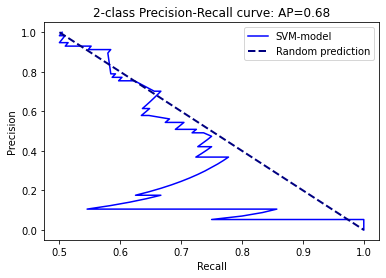 2-class Precision-Recall curve: AP=0.68
SVM-model
Random prediction
Precision
1.0
0.8
0.6
0.4
0.2
0.0
0.5
0.6
0.7
0.8
0.9
1.0
Recall